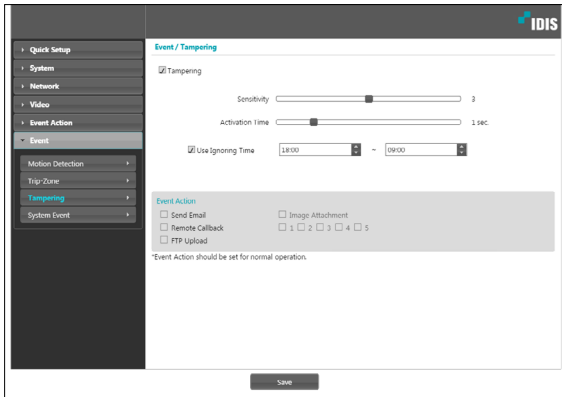 IDIS
Quick Setup
System
Network
Video
Event Action
Event
Motion Detection
Trip-Zone
Tampering
System Event
Event / Tampering
Tampering
Sensitivity 3
Activation Time 1 sec.
Use Ignoring Time 18:00 ~ 09:00
Event Action
Send Email Image Attachment
Remote Callback 1 2 3 4 5
FTP Upload
*Event Action should be set for normal operation.
Save